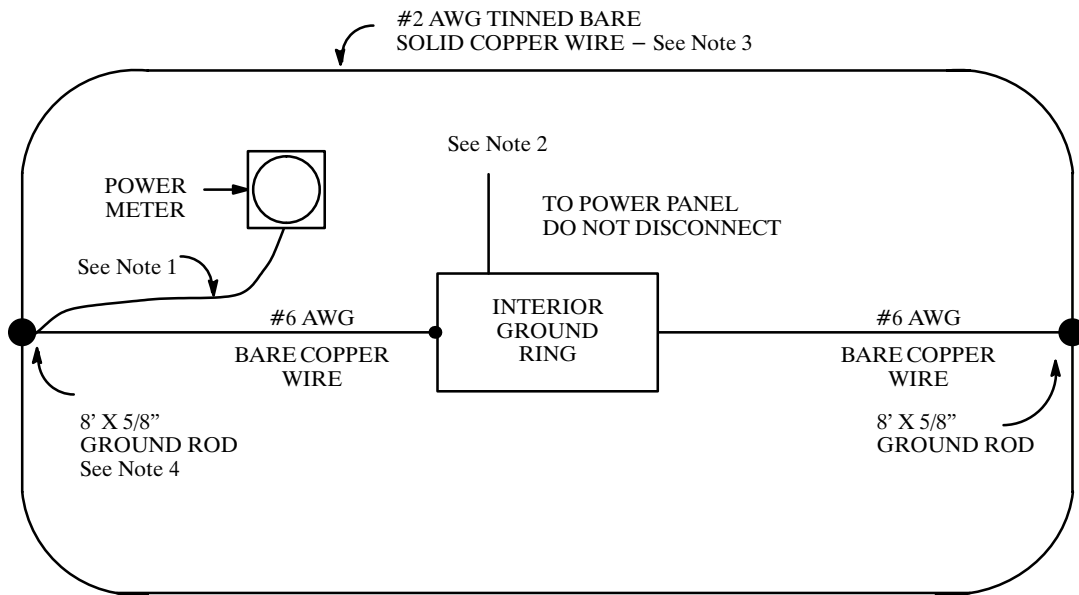 #2 AWG TINNED BARE
SOLID COPPER WIRE – See Note 3
See Note 2
POWER
METER
TO POWER PANEL
DO NOT DISCONNECT
See Note 1
#6 AWG
BARE COPPER
WIRE
INTERIOR
GROUND
RING
#6 AWG
BARE COPPER
WIRE
8’ X 5/8”
GROUND ROD
See Note 4
8’ X 5/8”
GROUND ROD